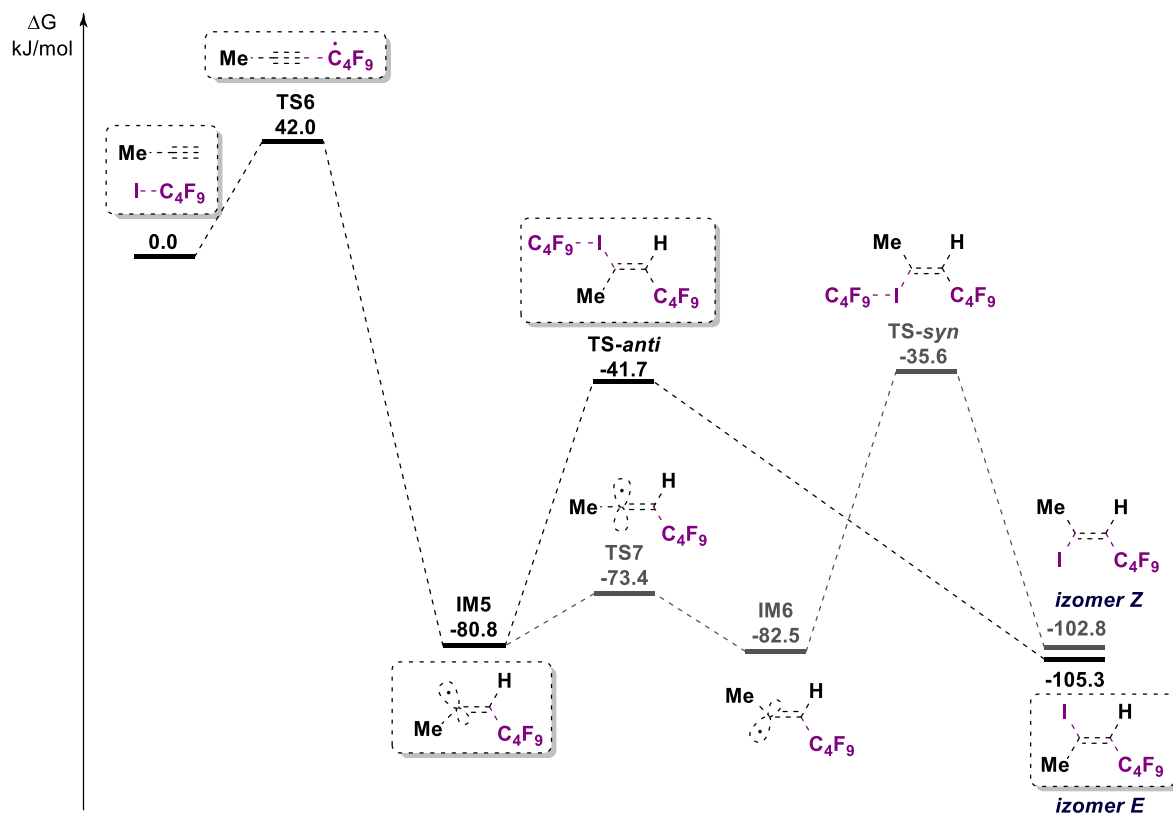 ΔG
kJ/mol
Me C₄F₉
TS6
42.0
Me
I C₄F₉
0.0
C₄F₉ I H
Me C₄F₉
TS-anti
-41.7
Me H
C₄F₉ I C₄F₉
TS-syn
-35.6
H
Me
C₄F₉
TS7
-73.4
IM5
-80.8
H
Me
C₄F₉
IM6
-82.5
Me H
C₄F₉
Me H
I C₄F₉
izomer Z
-102.8
-105.3
I H
Me C₄F₉
izomer E